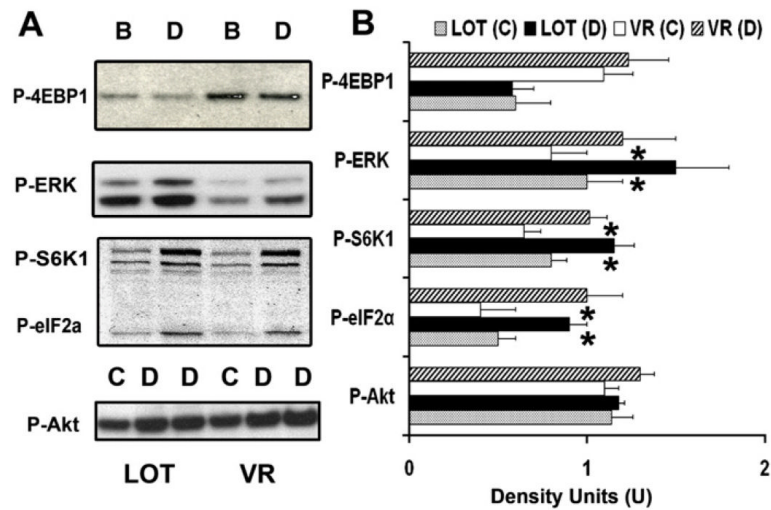 A
B D B D
P-4EBP1
P-ERK
P-S6K1
P-eIF2a
C D D C D D
P-Akt
LOT VR
B
LOT (C) LOT (D) VR (C) VR (D)
P-4EBP1
P-ERK
*
*
P-S6K1
*
*
P-eIF2α
*
*
P-Akt
0 1 2
Density Units (U)